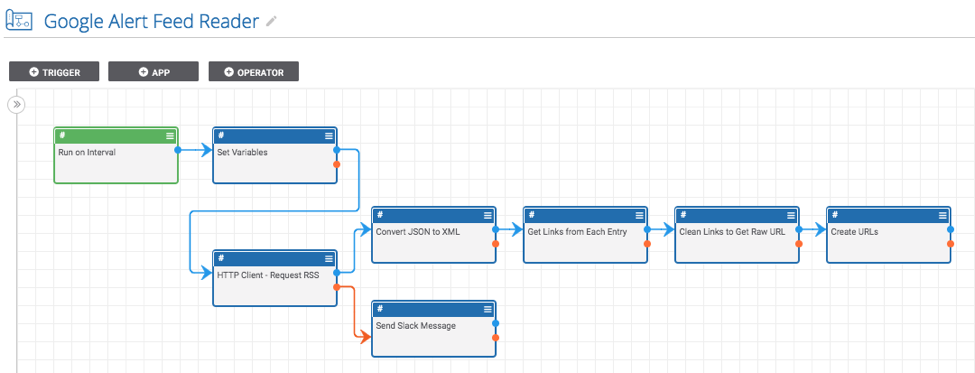 Google Alert Feed Reader
TRIGGER
APP
OPERATOR
#
Run on Interval
#
Set Variables
#
HTTP Client - Request RSS
#
Convert JSON to XML
#
Get Links from Each Entry
#
Clean Links to Get Raw URL
#
Create URLs
#
Send Slack Message